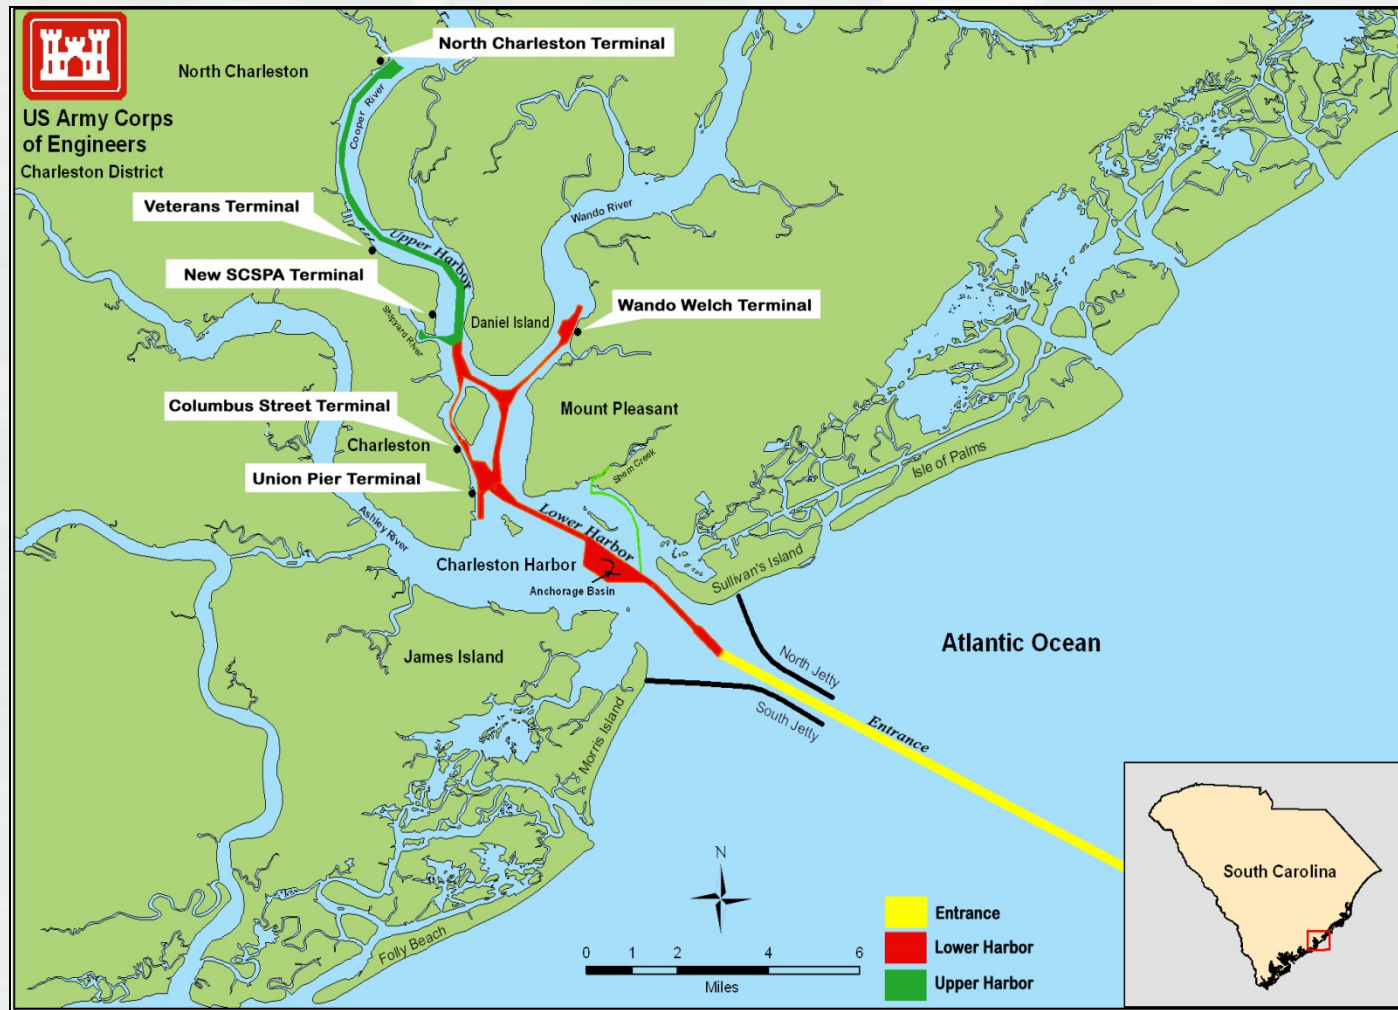 North Charleston Terminal
North Charleston
US Army Corps
of Engineers
Charleston District
Cooper River
Veterans Terminal
Wando River
Upper Harbor
New SCSPA Terminal
Wando Welch Terminal
Shipyard River
Daniel Island
Columbus Street Terminal
Mount Pleasant
Charleston
Union Pier Terminal
Shem Creek
Isle of Palms
Ashley River
Lower Harbor
Charleston Harbor
Anchorage Basin
Sullivan's Island
Atlantic Ocean
James Island
North Jetty
South Jetty
Morris Island
Entrance
Folly Beach
N
0 1 2 4 6
Miles
Entrance
Lower Harbor
Upper Harbor
South Carolina